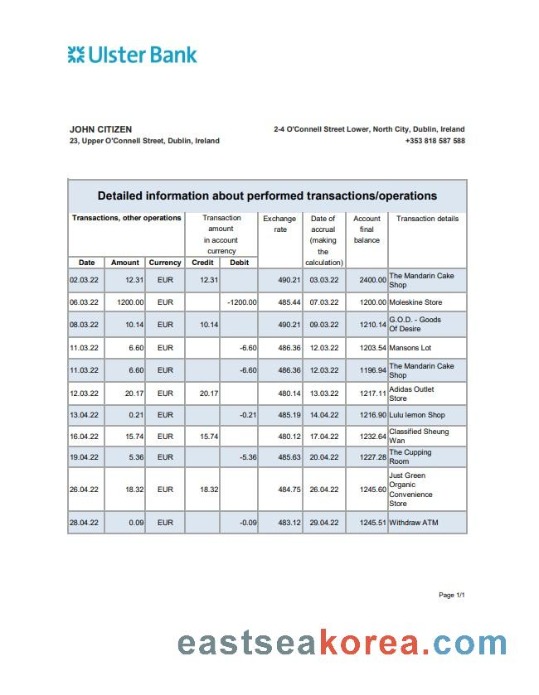 Ulster Bank
JOHN CITIZEN
23, Upper O'Connell Street, Dublin, Ireland
2-4 O'Connell Street Lower, North City, Dublin, Ireland
+353 818 587 588
Detailed information about performed transactions/operations
Transactions, other operations
Transaction
amount
in account
currency
Exchange
rate
Date of
accrual
(making
the
calculation)
Account
final
balance
Transaction details
Date Amount Currency Credit Debit
02.03.22 12.31 EUR 12.31 490.21 03.03.22 2400.00 The Mandarin Cake
Shop
06.03.22 1200.00 EUR -1200.00 485.44 07.03.22 1200.00 Moleskine Store
08.03.22 10.14 EUR 10.14 490.21 09.03.22 1210.14 G.O.D. - Goods
Of Desire
11.03.22 6.60 EUR -6.60 486.36 12.03.22 1203.54 Mansons Lot
11.03.22 6.60 EUR -6.60 486.36 12.03.22 1196.94 The Mandarin Cake
Shop
12.03.22 20.17 EUR 20.17 480.14 13.03.22 1217.11 Adidas Outlet
Store
13.04.22 0.21 EUR -0.21 485.19 14.04.22 1216.90 Lulu lemon Shop
16.04.22 15.74 EUR 15.74 480.12 17.04.22 1232.64 Classified Sheung
Wan
19.04.22 5.36 EUR -5.36 485.63 20.04.22 1227.28 The Cupping
Room
26.04.22 18.32 EUR 18.32 484.75 26.04.22 1245.60 Just Green
Organic
Convenience
Store
28.04.22 0.09 EUR -0.09 483.12 29.04.22 1245.51 Withdraw ATM
Page 1/1
eastseakorea.com